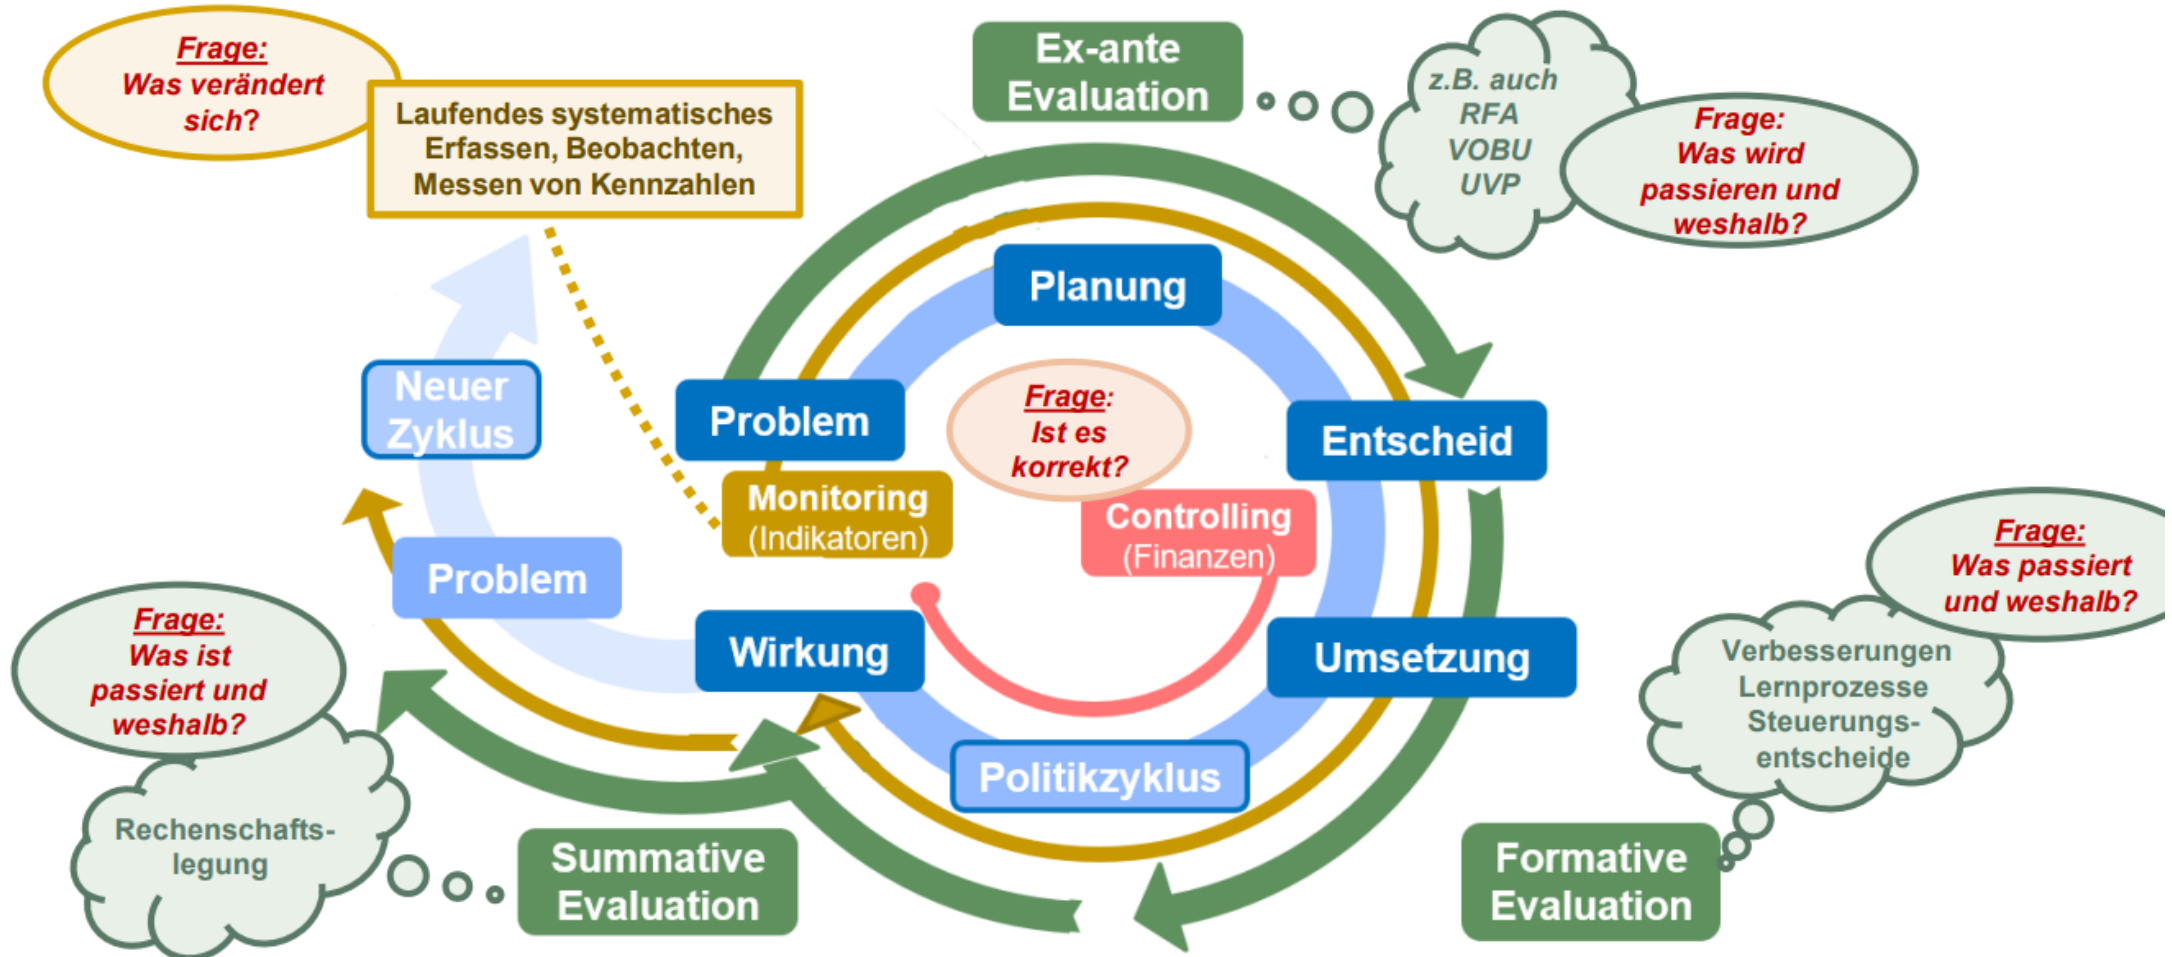 Frage:
Was verändert
sich?
Laufendes systematisches
Erfassen, Beobachten,
Messen von Kennzahlen
Ex-ante
Evaluation
z.B. auch
RFA
VOBU
UVP
Frage:
Was wird
passieren und
weshalb?
Planung
Neuer
Zyklus
Problem
Frage:
Ist es
korrekt?
Entscheid
Monitoring
(Indikatoren)
Controlling
(Finanzen)
Frage:
Was passiert
und weshalb?
Problem
Frage:
Was ist
passiert und
weshalb?
Wirkung
Umsetzung
Verbesserungen
Lernprozesse
Steuerungs-
entscheide
Politikzyklus
Rechenschafts-
legung
Summative
Evaluation
Formative
Evaluation